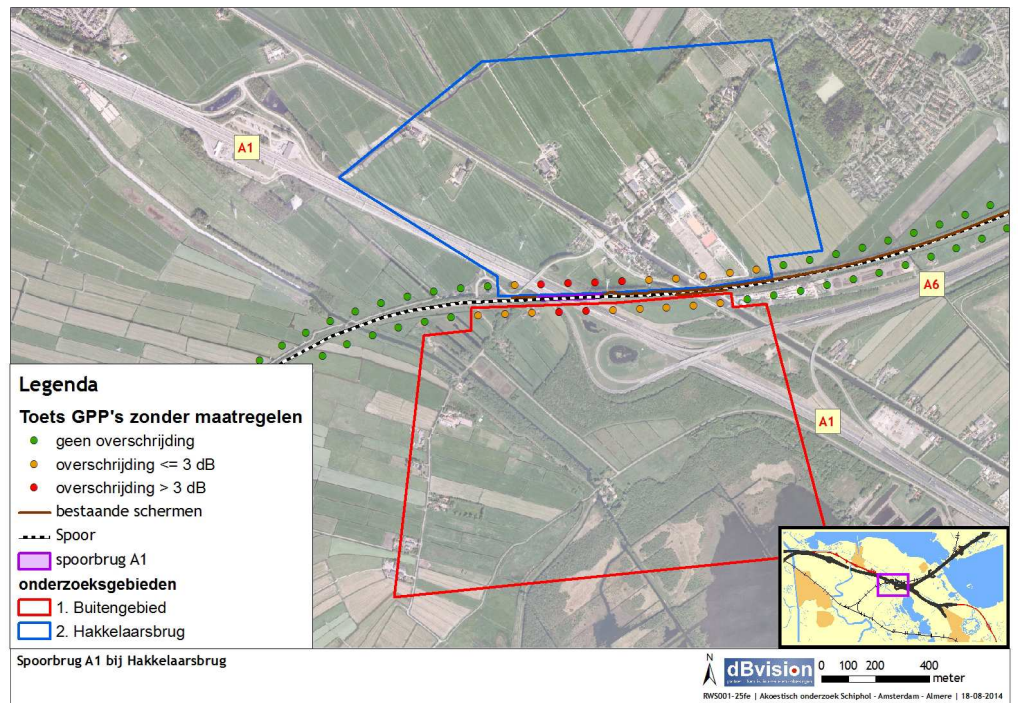 A1
A6
A1
Legenda
Toets GPP's zonder maatregelen
geen overschrijding
overschrijding <= 3 dB
overschrijding > 3 dB
bestaande schermen
Spoor
spoorbrug A1
onderzoeksgebieden
1. Buitengebied
2. Hakkelaarsbrug
Spoorbrug A1 bij Hakkelaarsbrug
N
dBvision
0 100 200 400
meter
RWS001-25fe | Akoestisch onderzoek Schiphol - Amsterdam - Almere | 18-08-2014